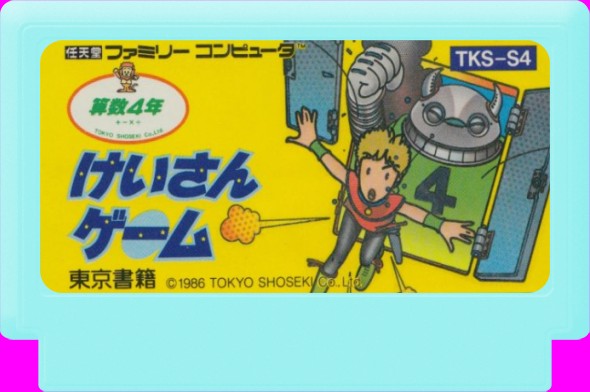 任天堂 ファミリー コンピュータ™
TKS-S4
算数4年
+-×÷
TOKYO SHOSEKI Co.,Ltd
けいさん
ゲーム
4
東京書籍 ©1986 TOKYO SHOSEKI Co., Ltd.